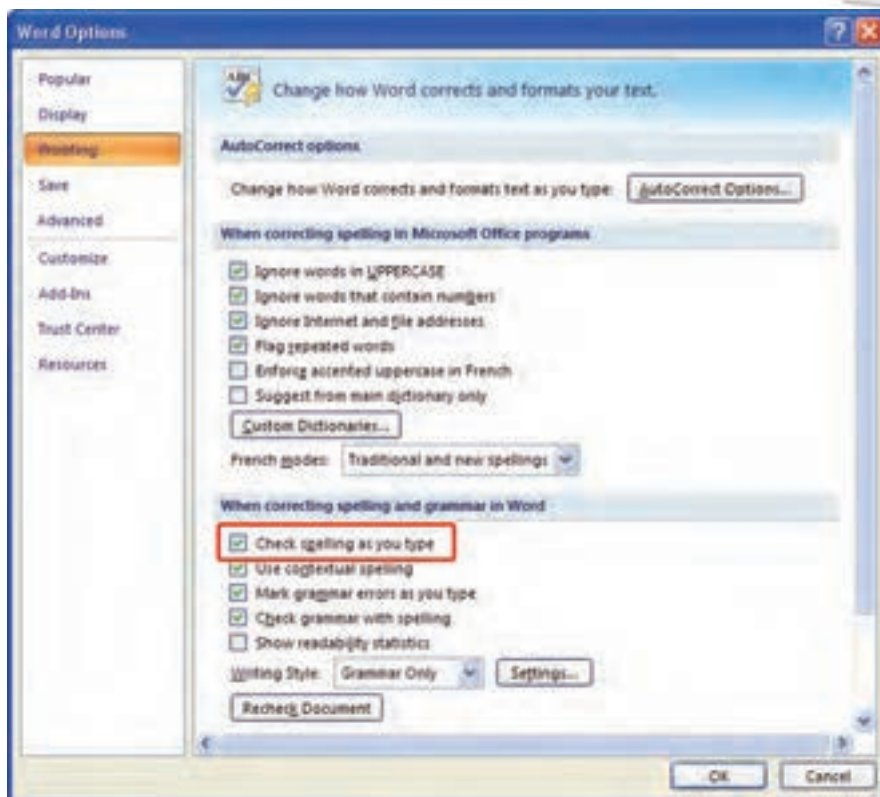 Word Options
Popular
Display
Proofing
Save
Advanced
Customize
Add-Ins
Trust Center
Resources
Change how Word corrects and formats your text.
AutoCorrect options
Change how Word corrects and formats text as you type: AutoCorrect Options...
When correcting spelling in Microsoft Office programs
Ignore words in UPPERCASE
Ignore words that contain numbers
Ignore Internet and file addresses
Flag repeated words
Enforce accented uppercase in French
Suggest from main dictionary only
Custom Dictionaries...
French modes: Traditional and new spellings
When correcting spelling and grammar in Word
Check spelling as you type
Use contextual spelling
Mark grammar errors as you type
Check grammar with spelling
Show readability statistics
Writing Style: Grammar Only Settings...
Recheck Document
OK Cancel